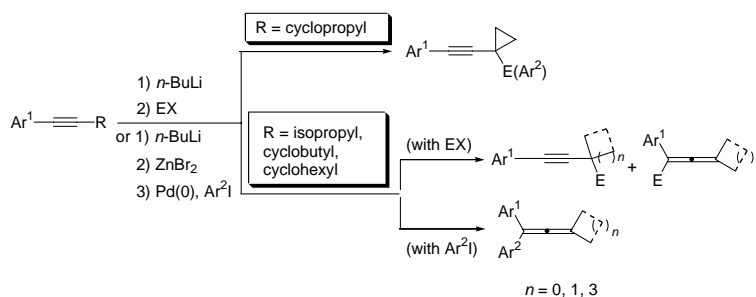 R = cyclopropyl
Ar¹
E(Ar²)
1) n-BuLi
2) EX
Ar¹ R
or 1) n-BuLi
2) ZnBr₂
3) Pd(0), Ar²I
R = isopropyl,
cyclobutyl,
cyclohexyl
(with EX)
Ar¹
( )n
E
+
Ar¹
E
( )
(with Ar²I)
Ar¹
Ar²
( )n
n = 0, 1, 3